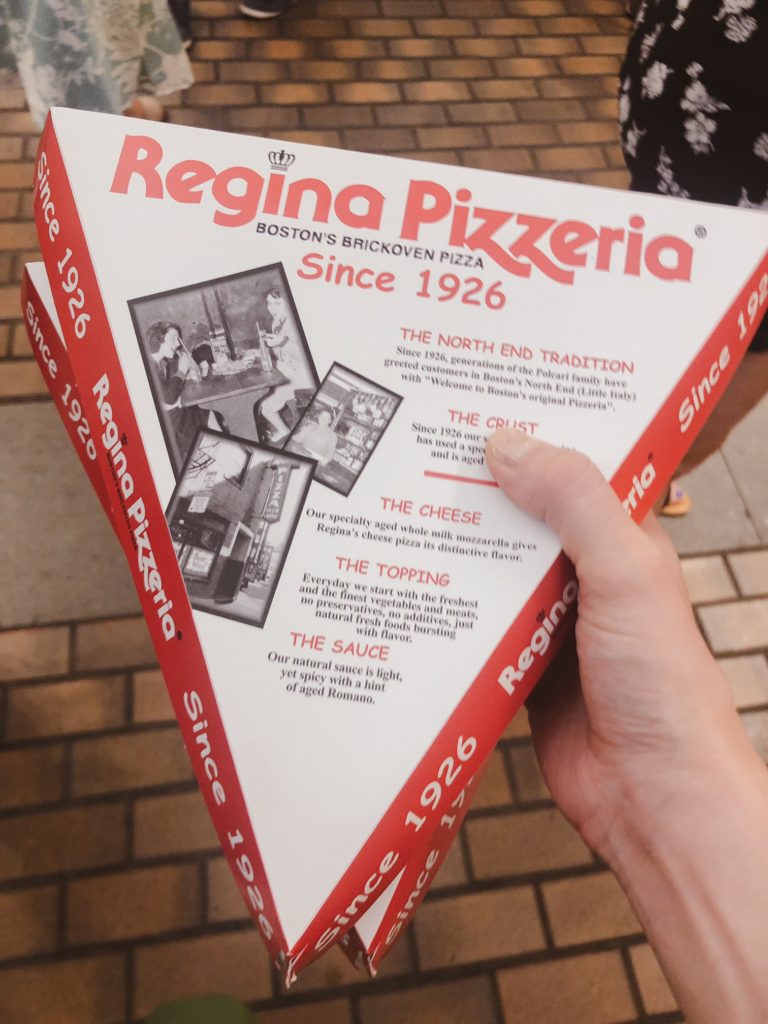 Regina Pizzeria®
BOSTON'S BRICKOVEN PIZZA
Since 1926
THE NORTH END TRADITION
Since 1926, generations of the Polcari family have
greeted customers in Boston's North End (Little Italy)
with "Welcome to Boston's original Pizzeria".
THE CRUST
Since 1926 our
has used a
and is aged
THE CHEESE
Our specialty aged whole milk mozzarella gives
Regina's cheese pizza its distinctive flavor.
THE TOPPING
Everyday we start with the freshest
and the finest vegetables and meats,
no preservatives, no additives, just
natural fresh foods bursting
with flavor.
THE SAUCE
Our natural sauce is light,
yet spicy with a hint
of aged Romano.
PIZZA
Since 1926
Regina Pizzeria®
Since 1926
Since 1926
Since 1926
Regina
Since 1926
Since